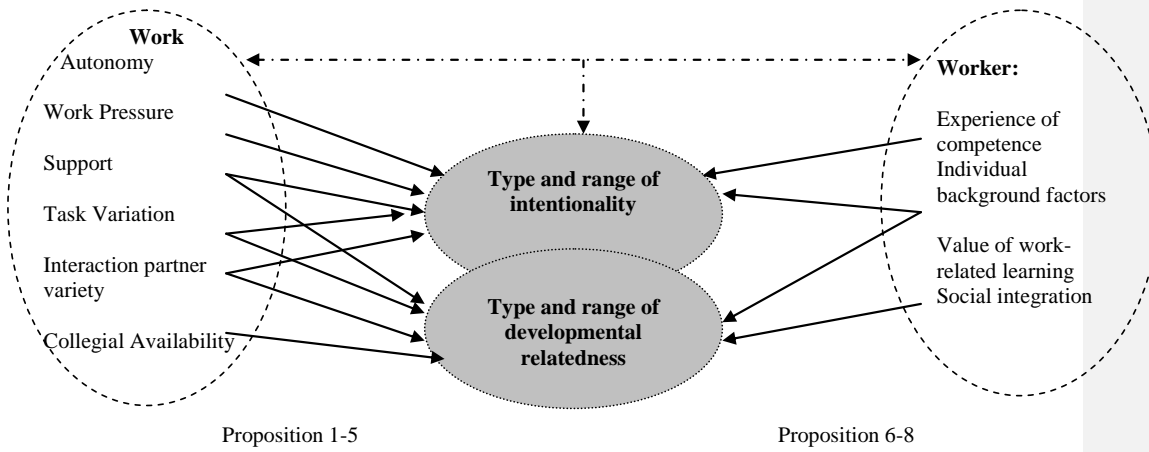 Work
Autonomy
Work Pressure
Support
Task Variation
Interaction partner
variety
Collegial Availability
Type and range of
intentionality
Type and range of
developmental
relatedness
Worker:
Experience of
competence
Individual
background factors
Value of work-
related learning
Social integration
Proposition 1-5
Proposition 6-8